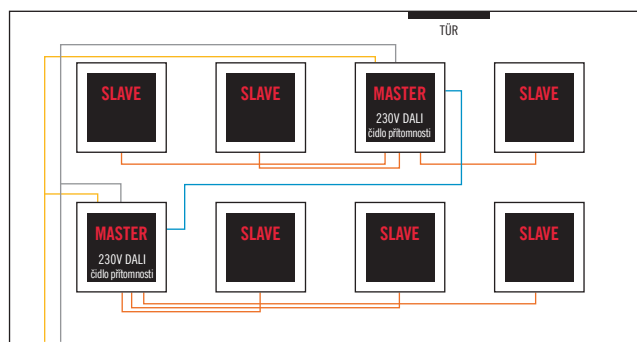 TÜR
SLAVE
SLAVE
MASTER
230V DALI
čidlo přítomnosti
SLAVE
MASTER
230V DALI
čidlo přítomnosti
SLAVE
SLAVE
SLAVE